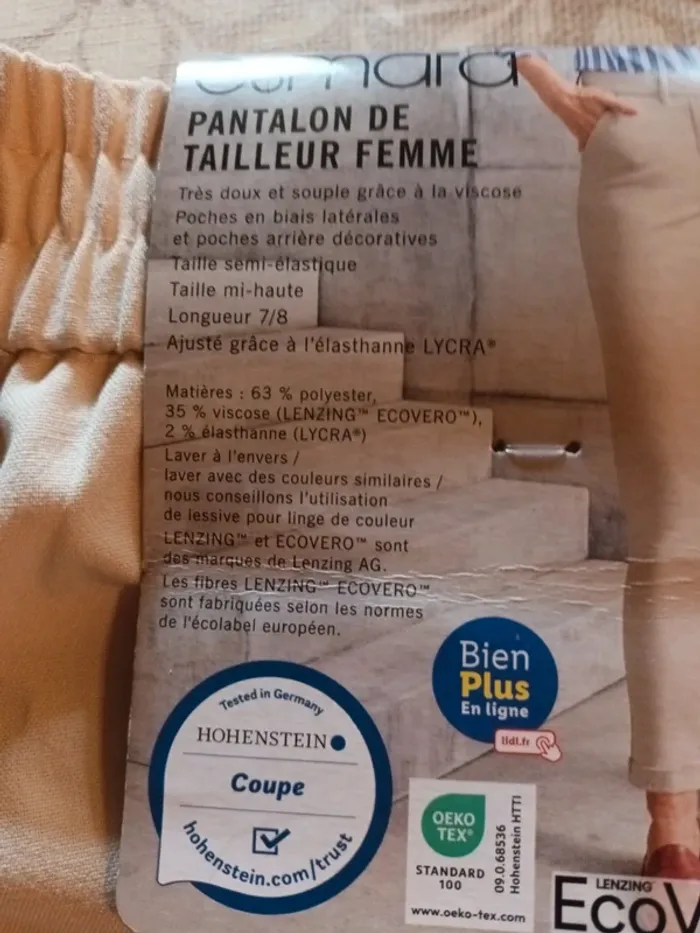 esmara
PANTALON DE
TAILLEUR FEMME
Très doux et souple grâce à la viscose
Poches en biais latérales
et poches arrière décoratives
Taille semi-élastique
Taille mi-haute
Longueur 7/8
Ajusté grâce à l'élasthanne LYCRA®
Matières : 63 % polyester,
35 % viscose (LENZING™ ECOVERO™),
2 % élasthanne (LYCRA®)
Laver à l'envers /
laver avec des couleurs similaires /
nous conseillons l'utilisation
de lessive pour linge de couleur
LENZING™ et ECOVERO™ sont
des marques de Lenzing AG.
Les fibres LENZING™ ECOVERO™
sont fabriquées selon les normes
de l'écolabel européen.
Bien
Plus
En ligne
lidl.fr
Tested in Germany
HOHENSTEIN
Coupe
hohenstein.com/trust
OEKO
TEX®
STANDARD
100
09.0.68536
Hohenstein HTTI
www.oeko-tex.com
LENZING
EcoV